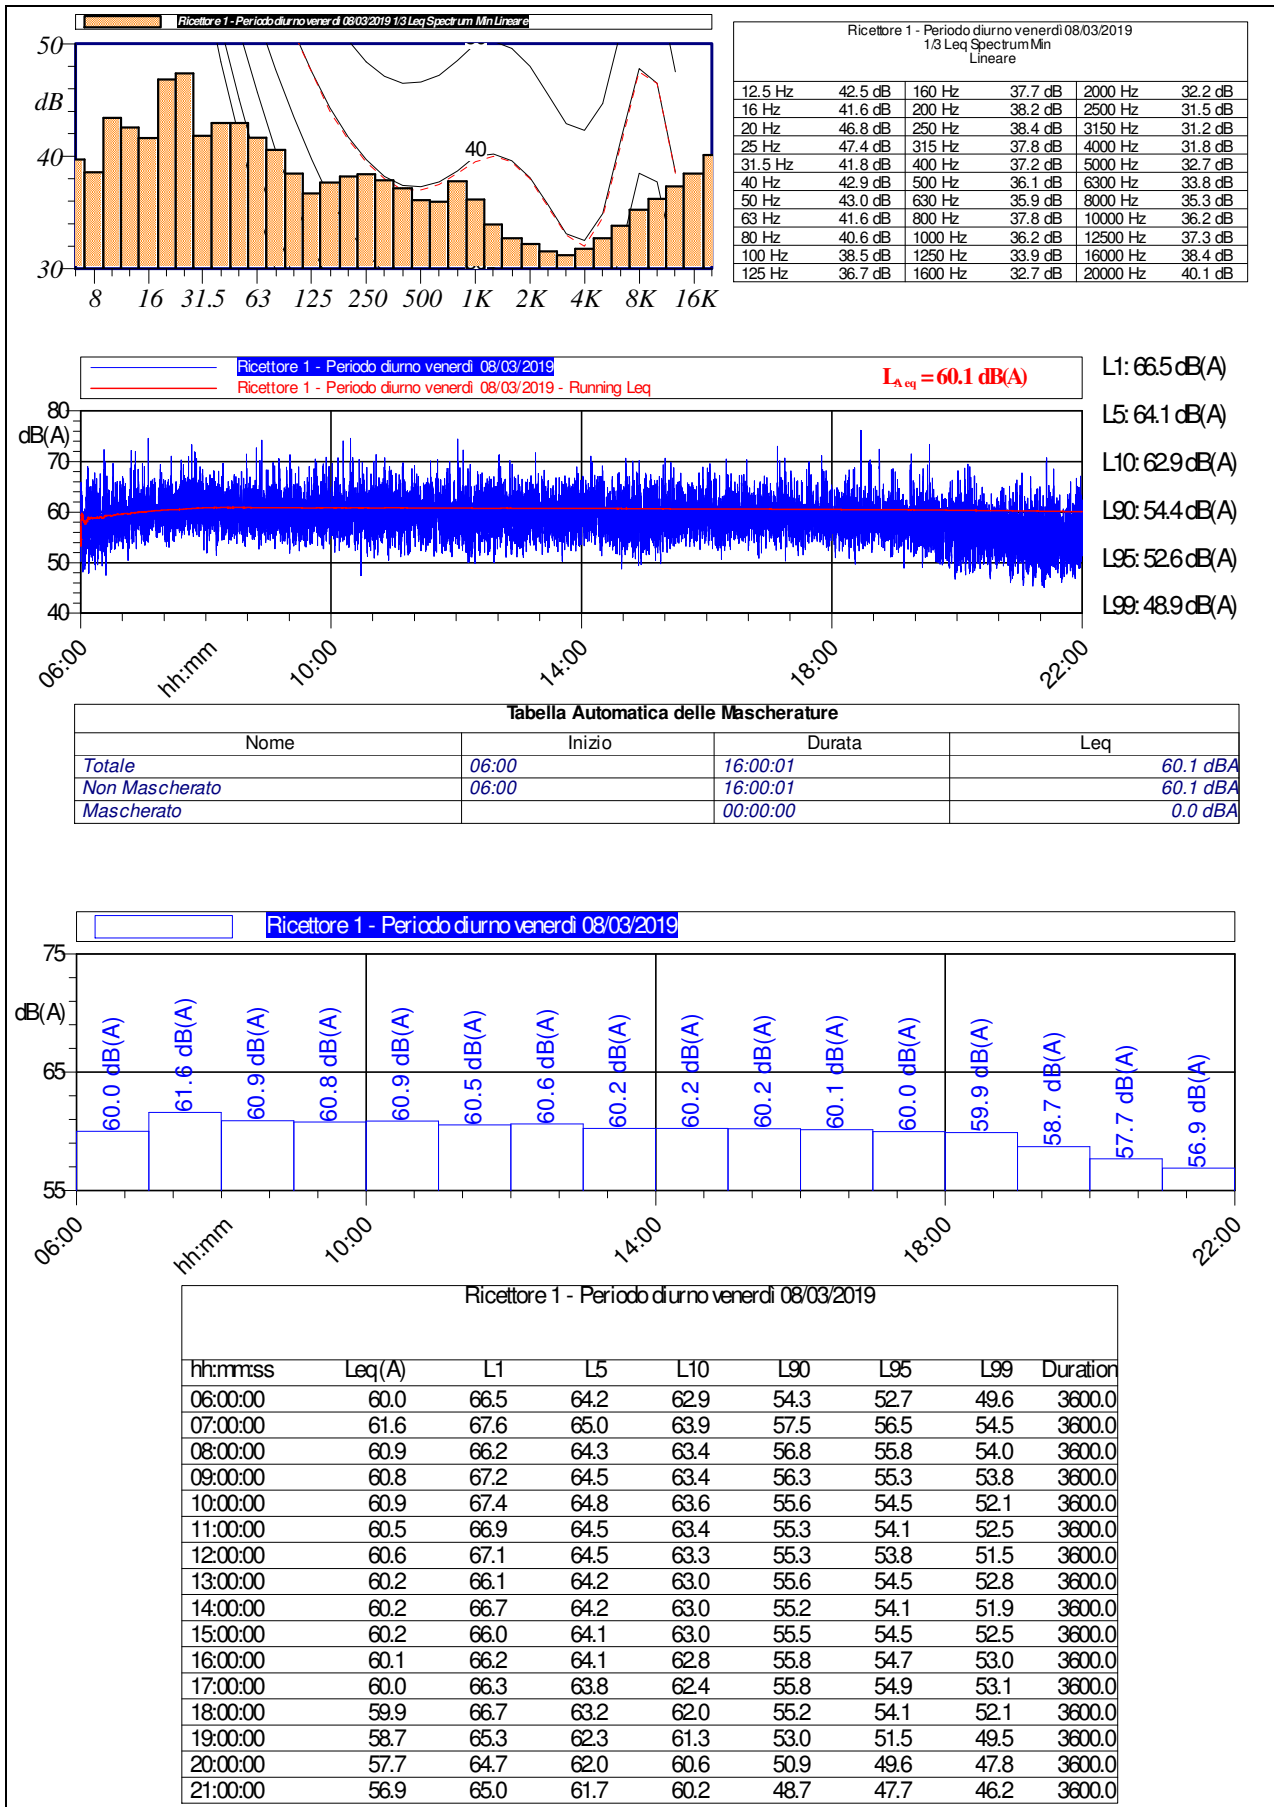 Ricettore 1 - Periodo diurno venerdì 08/03/2019 1/3 Leq Spectrum Min Lineare
50
dB
40
30
40
8 16 31.5 63 125 250 500 1K 2K 4K 8K 16K
Ricettore 1 - Periodo diurno venerdì 08/03/2019
1/3 Leq Spectrum Min
Lineare
12.5 Hz 42.5 dB 160 Hz 37.7 dB 2000 Hz 32.2 dB
16 Hz 41.6 dB 200 Hz 38.2 dB 2500 Hz 31.5 dB
20 Hz 46.8 dB 250 Hz 38.4 dB 3150 Hz 31.2 dB
25 Hz 47.4 dB 315 Hz 37.8 dB 4000 Hz 31.8 dB
31.5 Hz 41.8 dB 400 Hz 37.2 dB 5000 Hz 32.7 dB
40 Hz 42.9 dB 500 Hz 36.1 dB 6300 Hz 33.8 dB
50 Hz 43.0 dB 630 Hz 35.9 dB 8000 Hz 35.3 dB
63 Hz 41.6 dB 800 Hz 37.8 dB 10000 Hz 36.2 dB
80 Hz 40.6 dB 1000 Hz 36.2 dB 12500 Hz 37.3 dB
100 Hz 38.5 dB 1250 Hz 33.9 dB 16000 Hz 38.4 dB
125 Hz 36.7 dB 1600 Hz 32.7 dB 20000 Hz 40.1 dB
Ricettore 1 - Periodo diurno venerdì 08/03/2019
Ricettore 1 - Periodo diurno venerdì 08/03/2019 - Running Leq
LA eq = 60.1 dB(A)
80
dB(A)
70
60
50
40
06:00 hh:mm 10:00 14:00 18:00 22:00
L1: 66.5 dB(A)
L5: 64.1 dB(A)
L10: 62.9 dB(A)
L90: 54.4 dB(A)
L95: 52.6 dB(A)
L99: 48.9 dB(A)
Tabella Automatica delle Mascherature
Nome Inizio Durata Leq
Totale 06:00 16:00:01 60.1 dBA
Non Mascherato 06:00 16:00:01 60.1 dBA
Mascherato 00:00:00 0.0 dBA
Ricettore 1 - Periodo diurno venerdì 08/03/2019
75
dB(A)
65
55
60.0 dB(A) 61.6 dB(A) 60.9 dB(A) 60.8 dB(A) 60.9 dB(A) 60.5 dB(A) 60.6 dB(A) 60.2 dB(A) 60.2 dB(A) 60.2 dB(A) 60.1 dB(A) 60.0 dB(A) 59.9 dB(A) 58.7 dB(A) 57.7 dB(A) 56.9 dB(A)
06:00 hh:mm 10:00 14:00 18:00 22:00
Ricettore 1 - Periodo diurno venerdì 08/03/2019
hh:mm:ss Leq(A) L1 L5 L10 L90 L95 L99 Duration
06:00:00 60.0 66.5 64.2 62.9 54.3 52.7 49.6 3600.0
07:00:00 61.6 67.6 65.0 63.9 57.5 56.5 54.5 3600.0
08:00:00 60.9 66.2 64.3 63.4 56.8 55.8 54.0 3600.0
09:00:00 60.8 67.2 64.5 63.4 56.3 55.3 53.8 3600.0
10:00:00 60.9 67.4 64.8 63.6 55.6 54.5 52.1 3600.0
11:00:00 60.5 66.9 64.5 63.4 55.3 54.1 52.5 3600.0
12:00:00 60.6 67.1 64.5 63.3 55.3 53.8 51.5 3600.0
13:00:00 60.2 66.1 64.2 63.0 55.6 54.5 52.8 3600.0
14:00:00 60.2 66.7 64.2 63.0 55.2 54.1 51.9 3600.0
15:00:00 60.2 66.0 64.1 63.0 55.5 54.5 52.5 3600.0
16:00:00 60.1 66.2 64.1 62.8 55.8 54.7 53.0 3600.0
17:00:00 60.0 66.3 63.8 62.4 55.8 54.9 53.1 3600.0
18:00:00 59.9 66.7 63.2 62.0 55.2 54.1 52.1 3600.0
19:00:00 58.7 65.3 62.3 61.3 53.0 51.5 49.5 3600.0
20:00:00 57.7 64.7 62.0 60.6 50.9 49.6 47.8 3600.0
21:00:00 56.9 65.0 61.7 60.2 48.7 47.7 46.2 3600.0